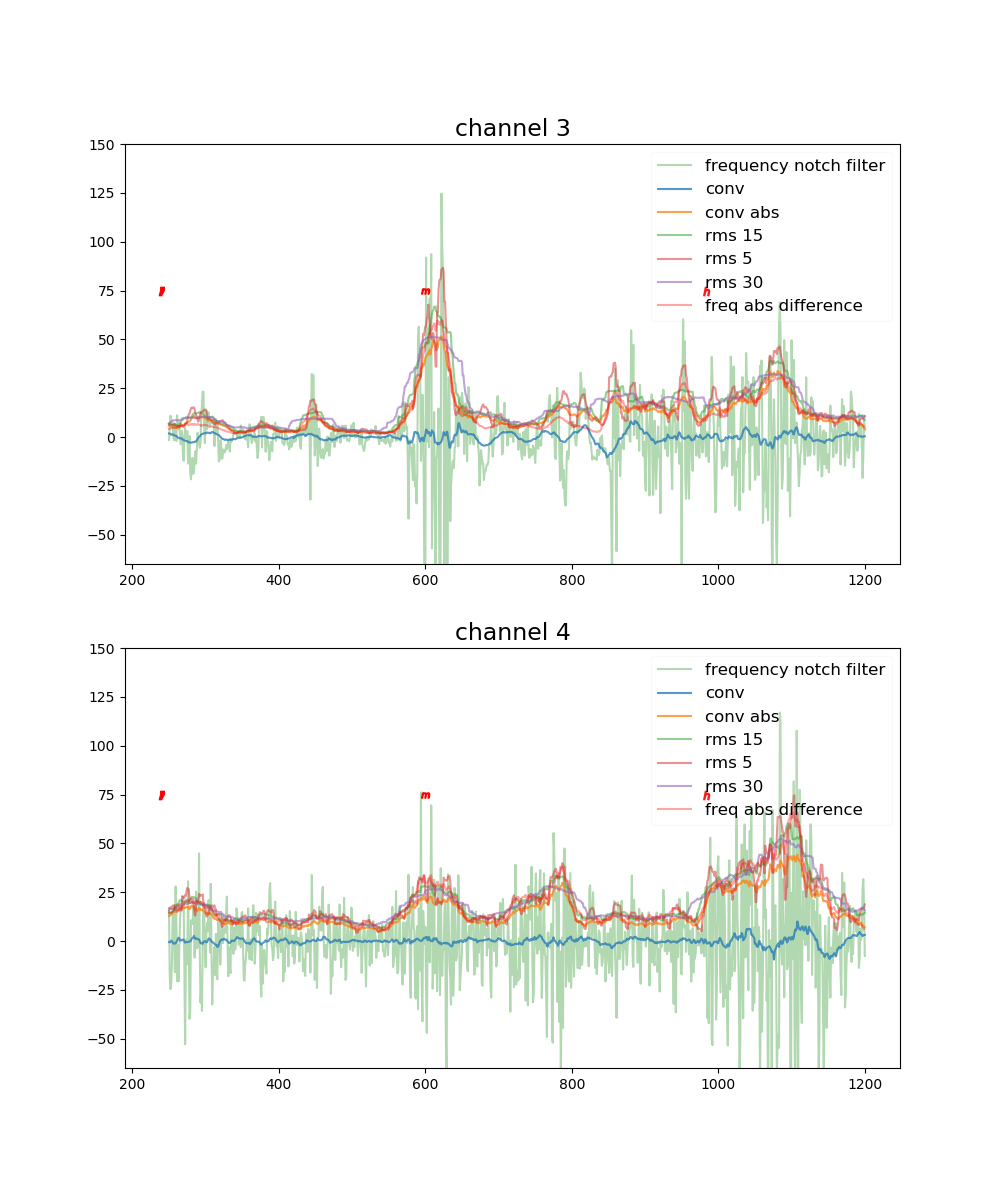 channel 3
150
125
100
75
50
25
0
−25
−50
frequency notch filter
conv
conv abs
rms 15
rms 5
rms 30
freq abs difference
, m h
200 400 600 800 1000 1200
channel 4
150
125
100
75
50
25
0
−25
−50
frequency notch filter
conv
conv abs
rms 15
rms 5
rms 30
freq abs difference
, m h
200 400 600 800 1000 1200